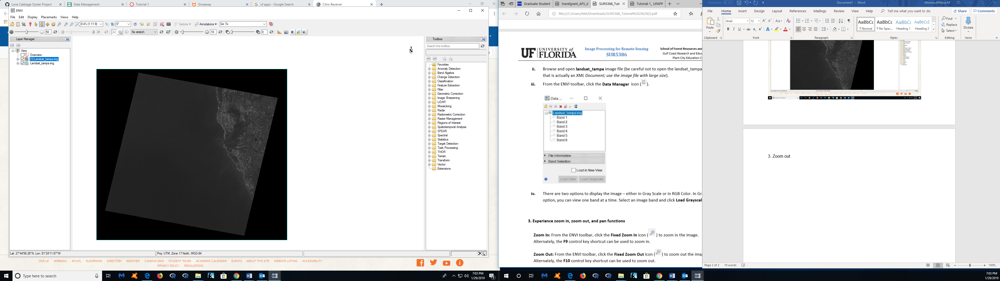 Lone Cabbage Oyster Project
Data Management
Tutorial 1
Giveaway
uf apps - Google Search
Citrix Receiver
ENVI
File Edit Display Placemarks Views Help
8.4% (1:11.9) 0° Vectors Annotations Go To
50 20 No stretch 10 0
Layer Manager
View
Overview
[1] Landsat_tampa.img
Landsat_tampa.img
N
Toolbox
Search the toolbox
Favorites
Anomaly Detection
Band Algebra
Change Detection
Classification
Feature Extraction
Filter
Geometric Correction
Image Sharpening
LiDAR
Mosaicking
Radar
Radiometric Correction
Raster Management
Regions of Interest
Spatiotemporal Analysis
SPEAR
Spectral
Statistics
Target Detection
Task Processing
THOR
Terrain
Transform
Vector
Extensions
Lat: 27°44'56.28"N, Lon: 81°24'11.87"W
Proj: UTM, Zone 17 North, WGS-84
ONE UF WEBMAIL MYUFL ELEARNING DIRECTORY WEATHER CAMPUS MAP STUDENT TOURS ACADEMIC CALENDAR EVENTS ABOUT THIS SITE WEBSITE LISTING ACCESSIBILITY
PRIVACY POLICY REGULATIONS
Type here to search
7:03 PM
1/29/2019
Graduate Student
travelgrant_AFS_d
SUR5386_Tuto
Tutorial 1_ UFAPP
file:///C:/Users/Mel/Downloads/SUR5386_Tutorial%202%20(2).pdf
UF UNIVERSITY of
FLORIDA
Image Processing for Remote Sensing
SUR5386
School of Forest Resources and
Gulf Coast Research and Educ
Plant City Education C
ii. Browse and open landsat_tampa image file (be careful not to open the landsat_tampa
that is actually an XML Document; use the image file with large size).
iii. From the ENVI toolbar, click the Data Manager icon ( ).
Data ...
Landsat_tampa.img
Band 1
Band 2
Band 3
Band 4
Band 5
Band 6
File Information
Band Selection
Load in New View
Load Data Load Grayscale
iv. There are two options to display the image – either in Gray Scale or in RGB Color. In Gr
option, you can view one band at a time. Select an image band and click Load Grayscal
3. Experience zoom in, zoom out, and pan functions
Zoom In: From the ENVI toolbar, click the Fixed Zoom In icon ( ) to zoom in the image.
Alternately, the F9 control key shortcut can be used to zoom in.
Zoom Out: From the ENVI toolbar, click the Fixed Zoom Out icon ( ) to zoom out the imag
Alternately, the F10 control key shortcut can be used to zoom out.
AutoSave Off
Document1 - Word
Moreno,Melissa M
File Home Insert Design Layout References Mailings Review View Help Tell me what you want to do Share Comments
Paste
Clipboard
Arial 12
Font
Paragraph
AaBbCc AaBbCc AaBbCc AaBbCcE
¶ Normal ¶ No Spac... Heading 1 Heading 2
Styles
Find
Replace
Select
Editing
Dictate
Voice
3. Zoom out
Page 2 of 2 19 words
100%
7:03 PM
1/29/2019